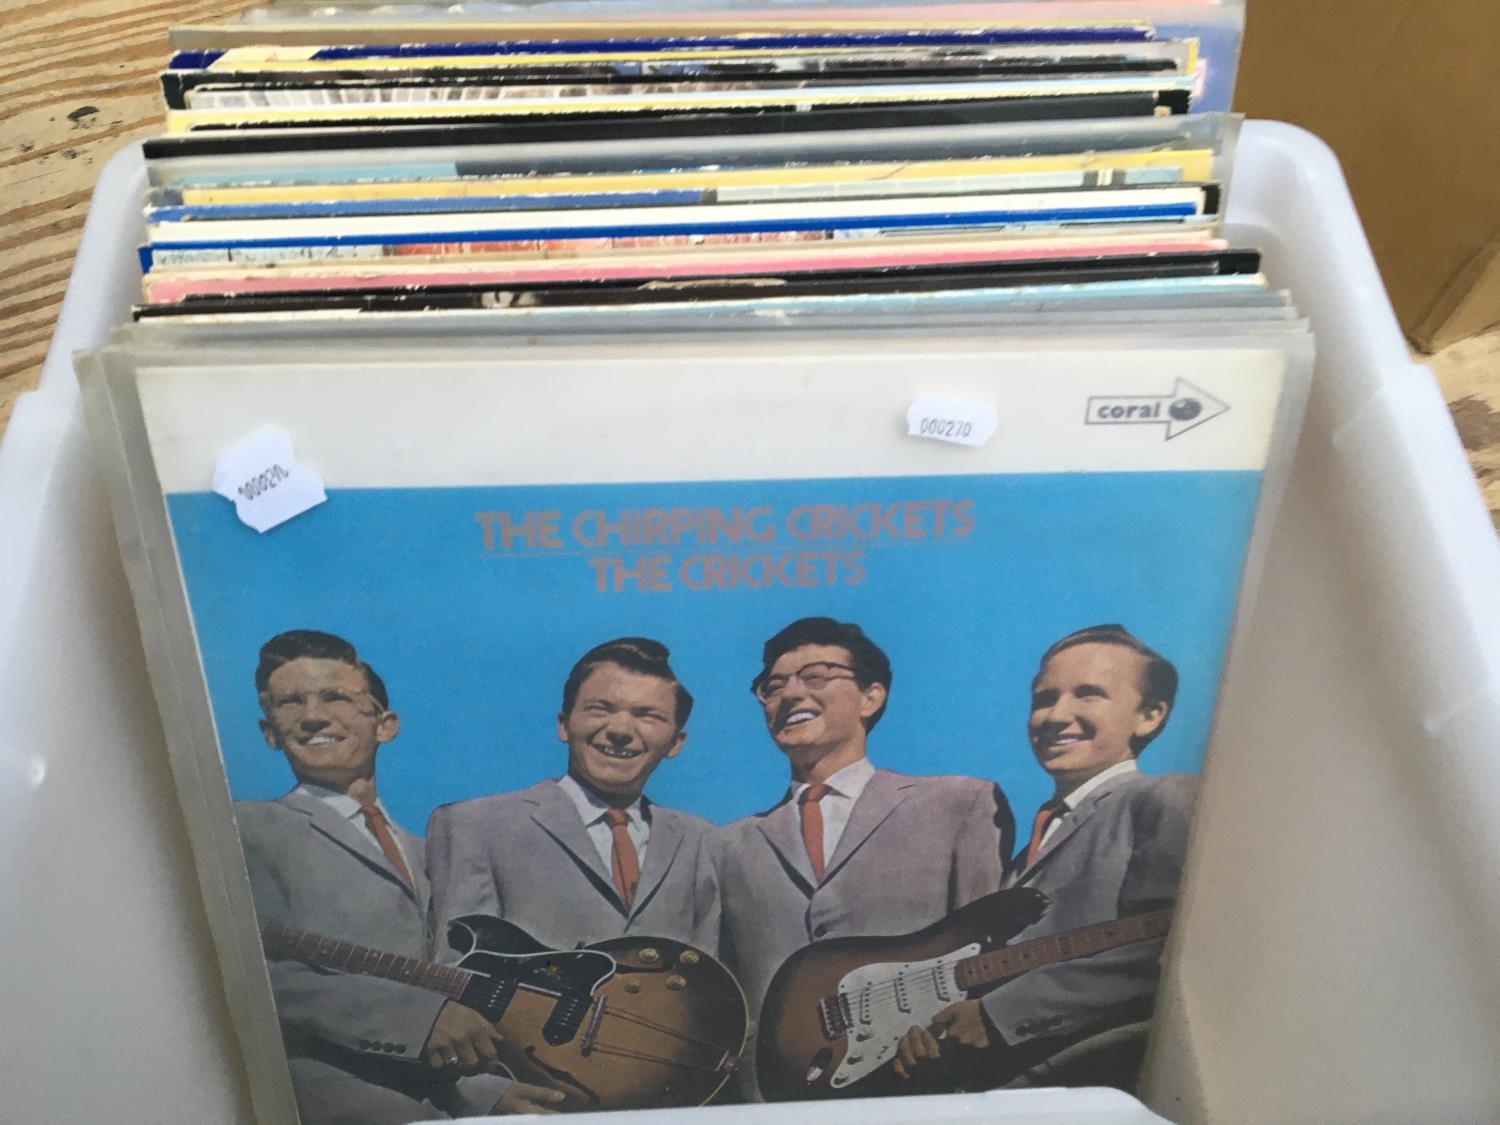 coral
000270
000270
THE CHIRPING CRICKETS
THE CRICKETS